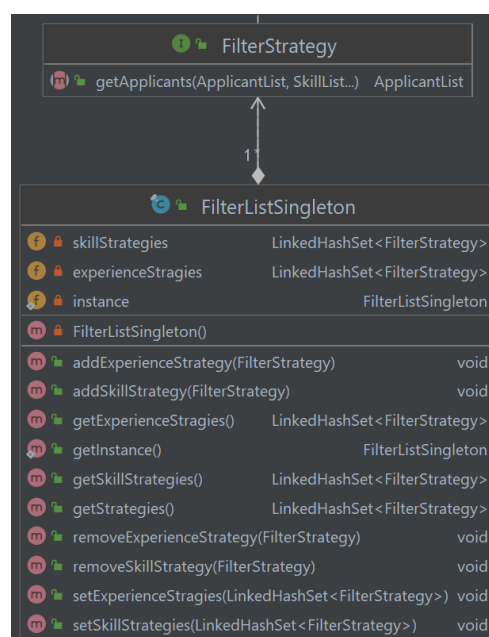 I FilterStrategy
m getApplicants(ApplicantList, SkillList...) ApplicantList
1 *
C FilterListSingleton
f skillStrategies LinkedHashSet<FilterStrategy>
f experienceStragies LinkedHashSet<FilterStrategy>
f instance FilterListSingleton
m FilterListSingleton()
m addExperienceStrategy(FilterStrategy) void
m addSkillStrategy(FilterStrategy) void
m getExperienceStragies() LinkedHashSet<FilterStrategy>
m getInstance() FilterListSingleton
m getSkillStrategies() LinkedHashSet<FilterStrategy>
m getStrategies() LinkedHashSet<FilterStrategy>
m removeExperienceStrategy(FilterStrategy) void
m removeSkillStrategy(FilterStrategy) void
m setExperienceStragies(LinkedHashSet<FilterStrategy>) void
m setSkillStrategies(LinkedHashSet<FilterStrategy>) void